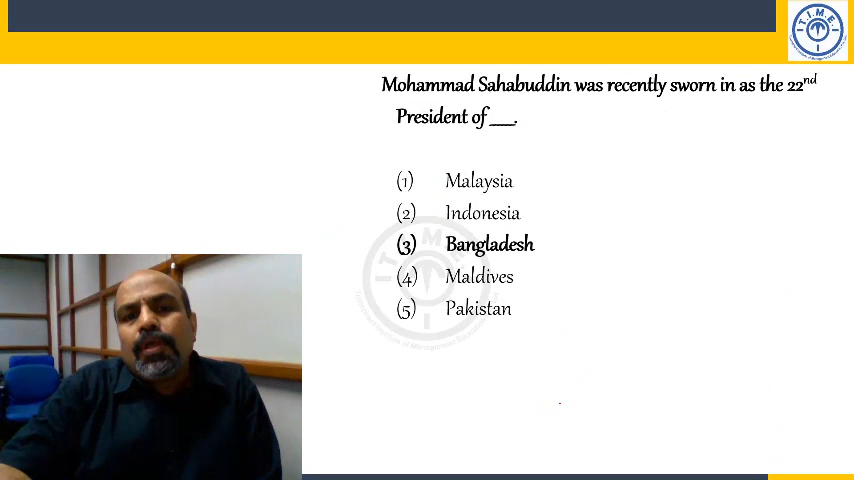 T.I.M.E.
Mohammad Sahabuddin was recently sworn in as the 22nd
President of ___.
(1) Malaysia
(2) Indonesia
(3) Bangladesh
(4) Maldives
(5) Pakistan